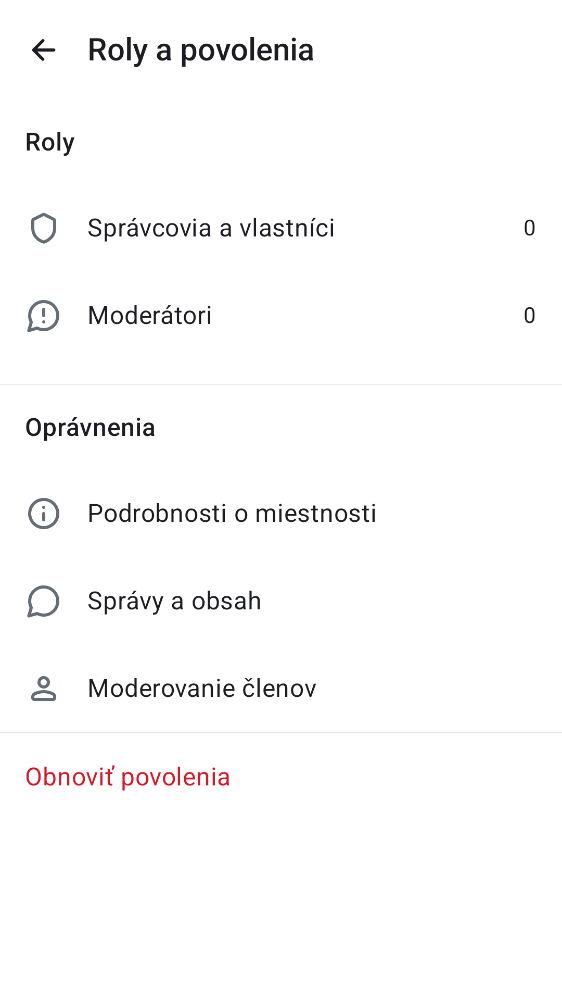 Roly a povolenia
Roly
Správcovia a vlastníci 0
Moderátori 0
Oprávnenia
Podrobnosti o miestnosti
Správy a obsah
Moderovanie členov
Obnoviť povolenia